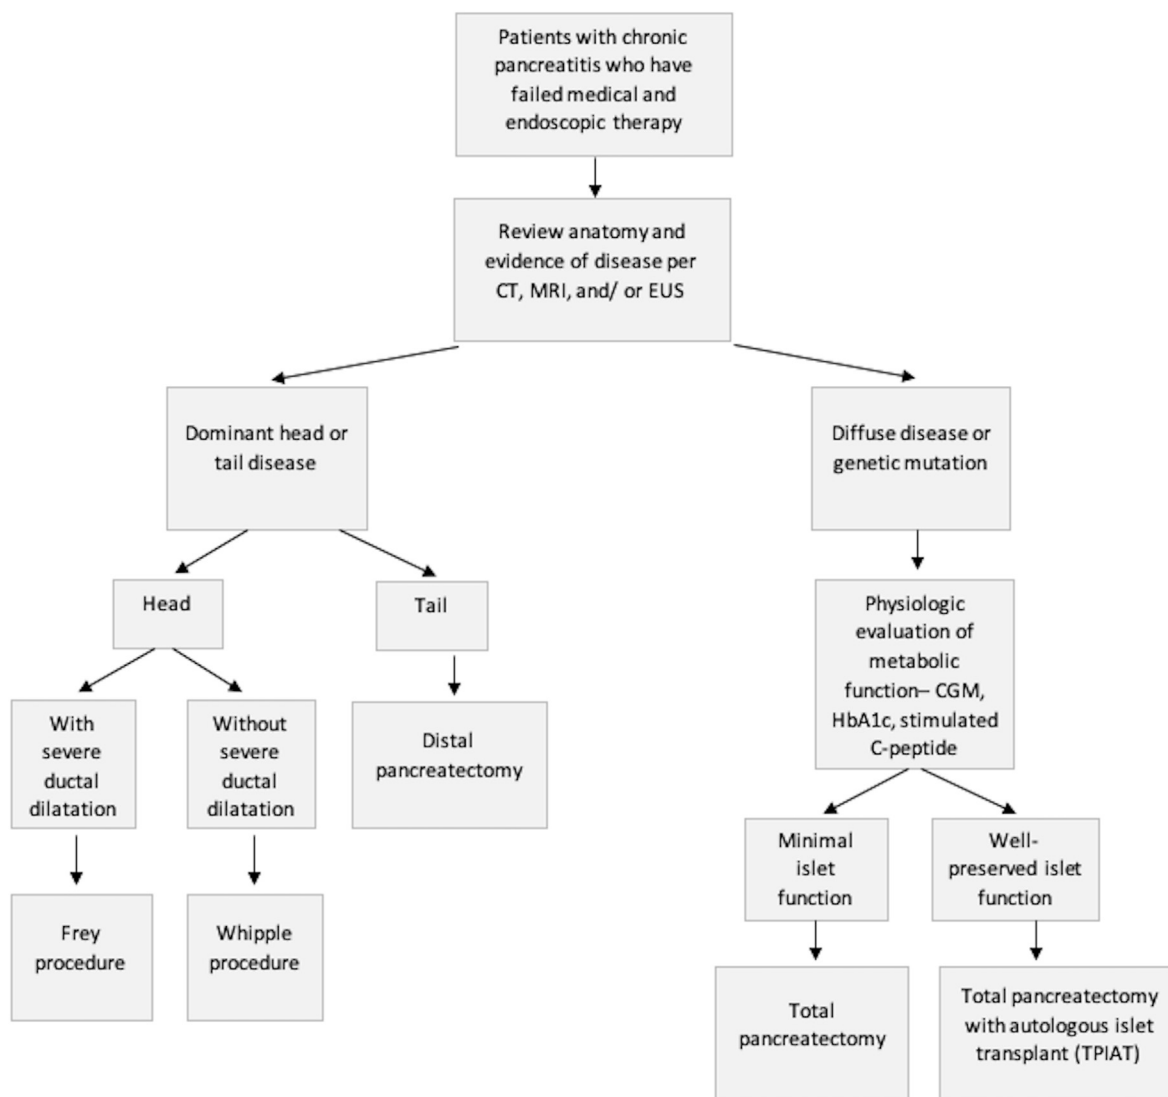 Patients with chronic
pancreatitis who have
failed medical and
endoscopic therapy
Review anatomy and
evidence of disease per
CT, MRI, and/ or EUS
Dominant head or
tail disease
Diffuse disease or
genetic mutation
Head
Tail
Physiologic
evaluation of
metabolic
function– CGM,
HbA1c, stimulated
C-peptide
With
severe
ductal
dilatation
Without
severe
ductal
dilatation
Distal
pancreatectomy
Minimal
islet
function
Well-
preserved islet
function
Frey
procedure
Whipple
procedure
Total
pancreatectomy
Total pancreatectomy
with autologous islet
transplant (TPIAT)